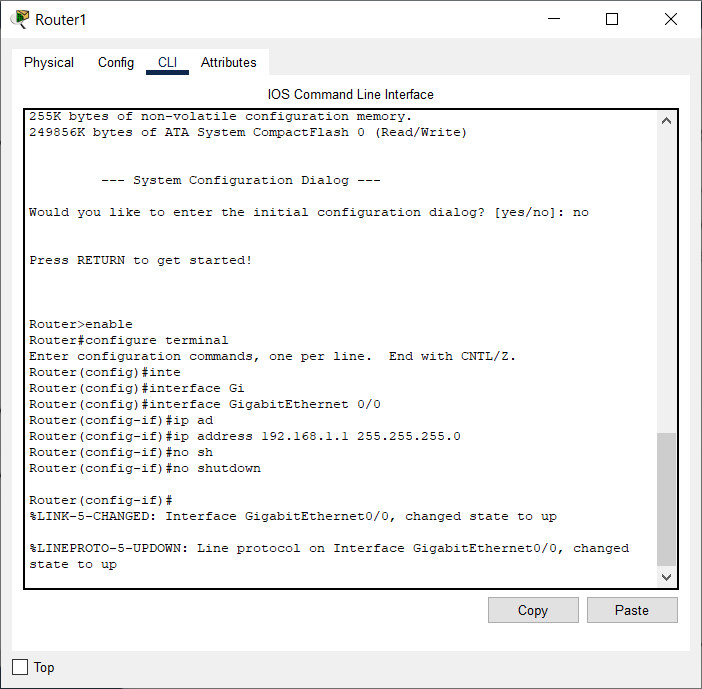 Router1
Physical Config CLI Attributes
IOS Command Line Interface
255K bytes of non-volatile configuration memory.
249856K bytes of ATA System CompactFlash 0 (Read/Write)
--- System Configuration Dialog ---
Would you like to enter the initial configuration dialog? [yes/no]: no
Press RETURN to get started!
Router>enable
Router#configure terminal
Enter configuration commands, one per line.  End with CNTL/Z.
Router(config)#inte
Router(config)#interface Gi
Router(config)#interface GigabitEthernet 0/0
Router(config-if)#ip ad
Router(config-if)#ip address 192.168.1.1 255.255.255.0
Router(config-if)#no sh
Router(config-if)#no shutdown
Router(config-if)#
%LINK-5-CHANGED: Interface GigabitEthernet0/0, changed state to up
%LINEPROTO-5-UPDOWN: Line protocol on Interface GigabitEthernet0/0, changed
state to up
Copy Paste
Top